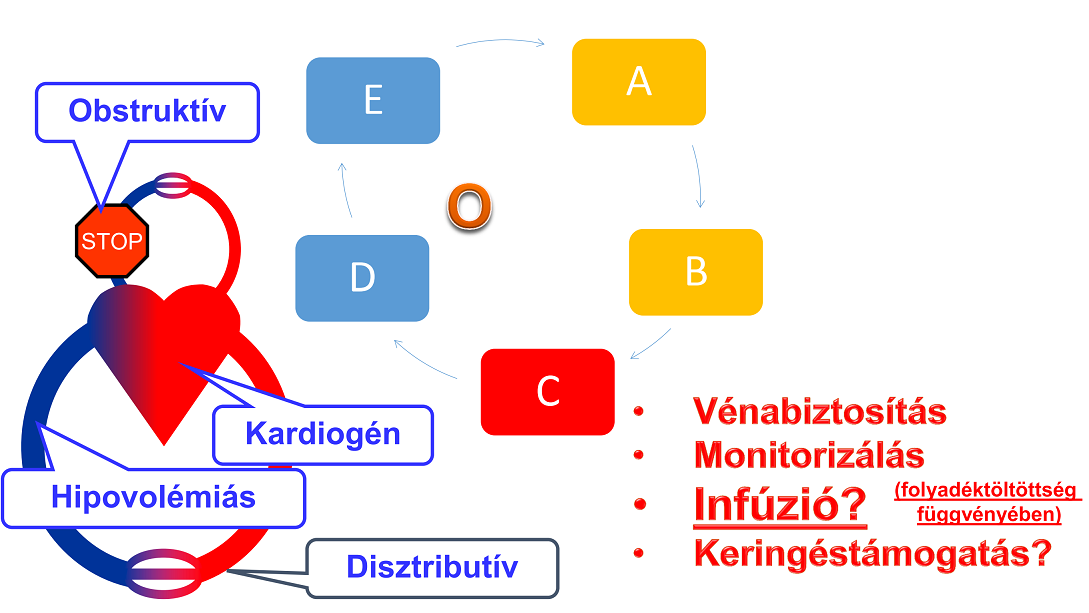 Obstruktív
STOP
Kardiogén
Hipovolémiás
Disztributív
E
A
O
D
B
C
• Vénabiztosítás
• Monitorizálás
• Infúzió? (folyadéktöltöttség
függvényében)
• Keringéstámogatás?